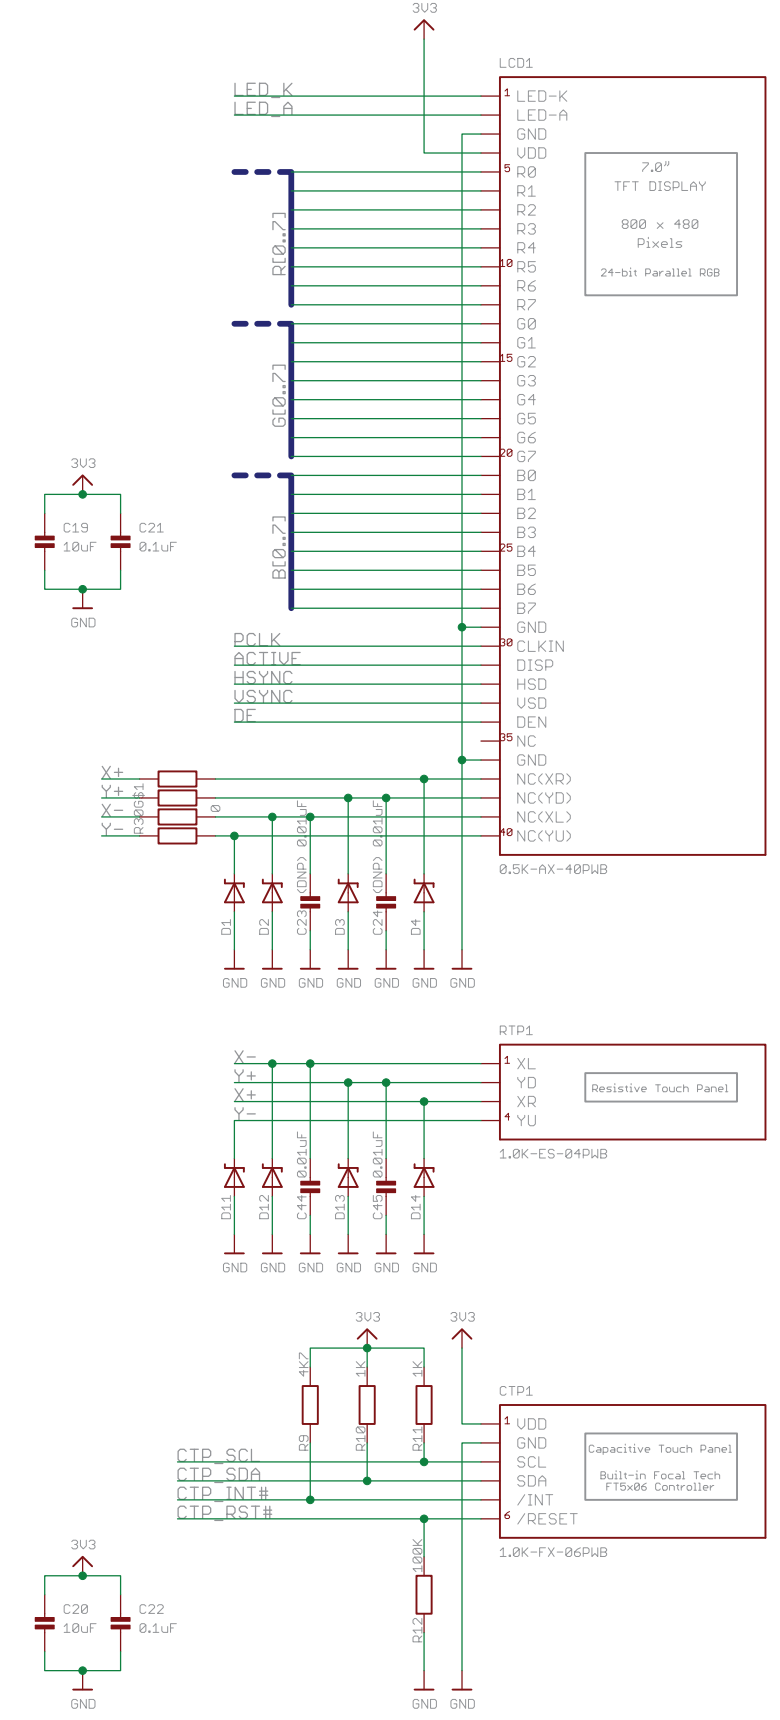 3V3
LCD1
LED_K
1 LED-K
LED_A
LED-A
GND
VDD
5 R0
R1
R2
R3
R4
10 R5
R6
R7
R[0..7]
7.0"
TFT DISPLAY
800 x 480
Pixels
24-bit Parallel RGB
G0
G1
15 G2
G3
G4
G5
G6
20 G7
G[0..7]
B0
B1
B2
B3
25 B4
B5
B6
B7
B[0..7]
3V3
C19
10uF
C21
0.1uF
GND
GND
PCLK
30 CLKIN
ACTIVE
DISP
HSYNC
HSD
VSYNC
VSD
DE
DEN
35 NC
GND
X+
NC(XR)
Y+
NC(YD)
X-
NC(XL)
Y-
40 NC(YU)
R30G$1
0
0.5K-AX-40PWB
D1
D2
C23 (DNP) 0.01uF
D3
C24 (DNP) 0.01uF
D4
GND GND GND GND GND GND GND
RTP1
X-
1 XL
Y+
YD
X+
XR
Y-
4 YU
Resistive Touch Panel
1.0K-ES-04PWB
D11
D12
C44 0.01uF
D13
C45 0.01uF
D14
GND GND GND GND GND GND
3V3
3V3
R9 4K7
R10 1K
R11 1K
CTP1
1 VDD
GND
CTP_SCL
SCL
CTP_SDA
SDA
CTP_INT#
/INT
CTP_RST#
6 /RESET
Capacitive Touch Panel
Built-in Focal Tech
FT5x06 Controller
1.0K-FX-06PWB
R12 100K
3V3
C20
10uF
C22
0.1uF
GND
GND GND